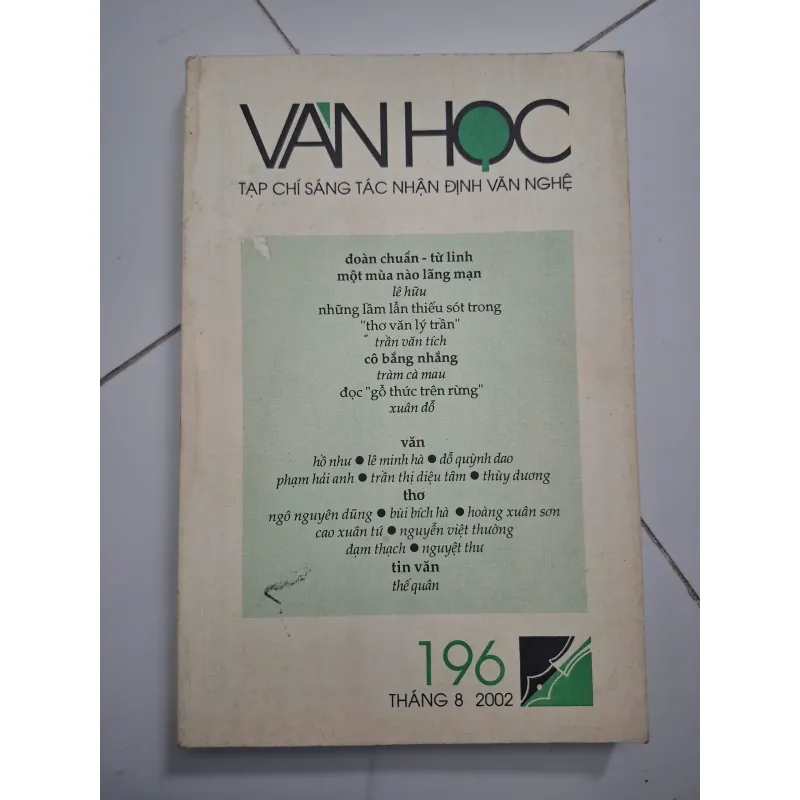 VĂN HỌC
TẠP CHÍ SÁNG TÁC NHẬN ĐỊNH VĂN NGHỆ
đoàn chuẩn - từ linh
một mùa nào lãng mạn
lê hữu
những lầm lẫn thiếu sót trong
"thơ văn lý trần"
trần văn tích
cô bắng nhắng
tràm cà mau
đọc "gỗ thức trên rừng"
xuân đỗ
văn
hồ như ● lê minh hà ● đỗ quỳnh dao
phạm hải anh ● trần thị diệu tâm ● thùy dương
thơ
ngô nguyên dũng ● bùi bích hà ● hoàng xuân sơn
cao xuân tú ● nguyễn việt thường
đạm thạch ● nguyệt thư
tin văn
thế quân
196
THÁNG 8 2002